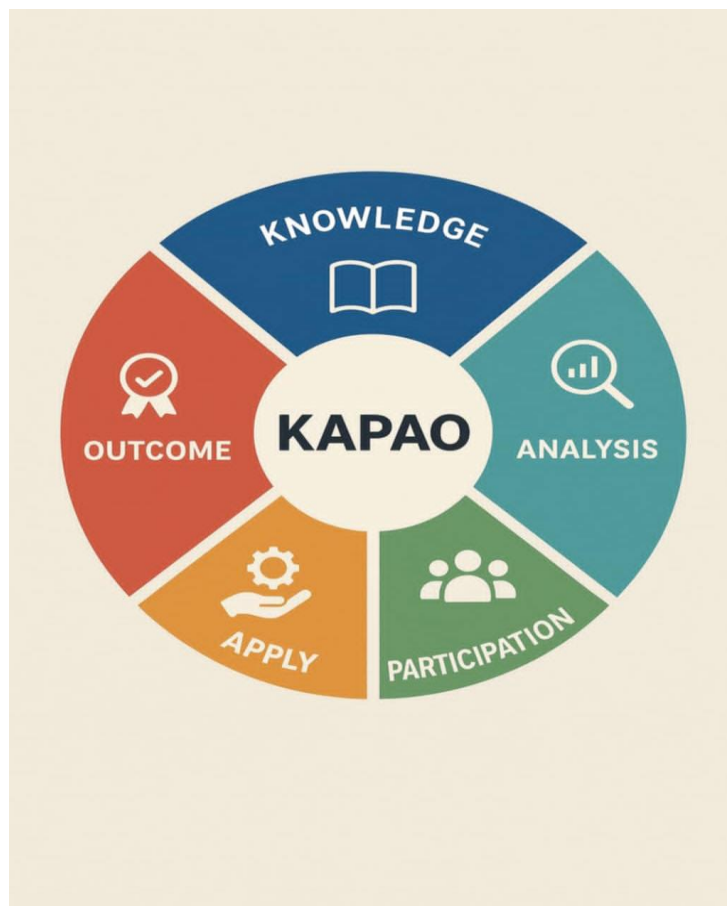 KNOWLEDGE
ANALYSIS
PARTICIPATION
APPLY
OUTCOME
KAPAO